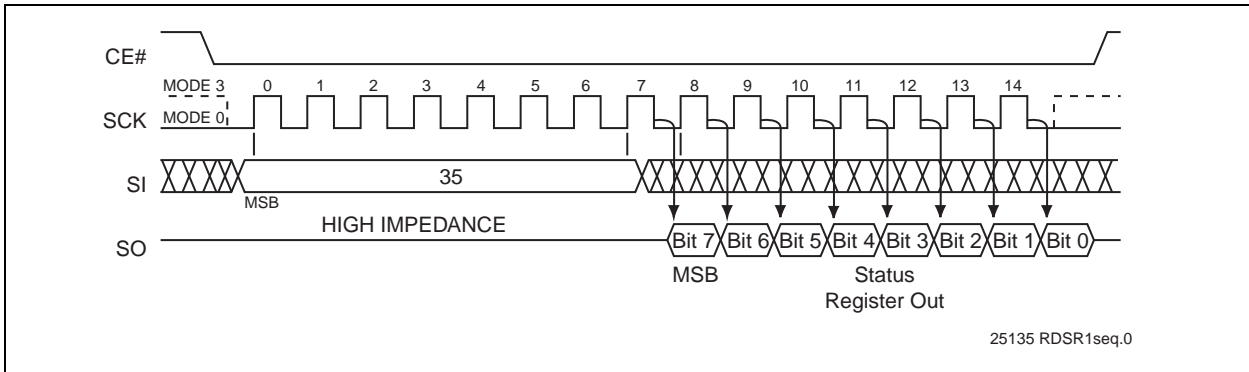 CE#
MODE 3 0 1 2 3 4 5 6 7 8 9 10 11 12 13 14
SCK MODE 0
SI 35
MSB
HIGH IMPEDANCE
SO Bit 7 Bit 6 Bit 5 Bit 4 Bit 3 Bit 2 Bit 1 Bit 0
MSB Status
Register Out
25135 RDSR1seq.0